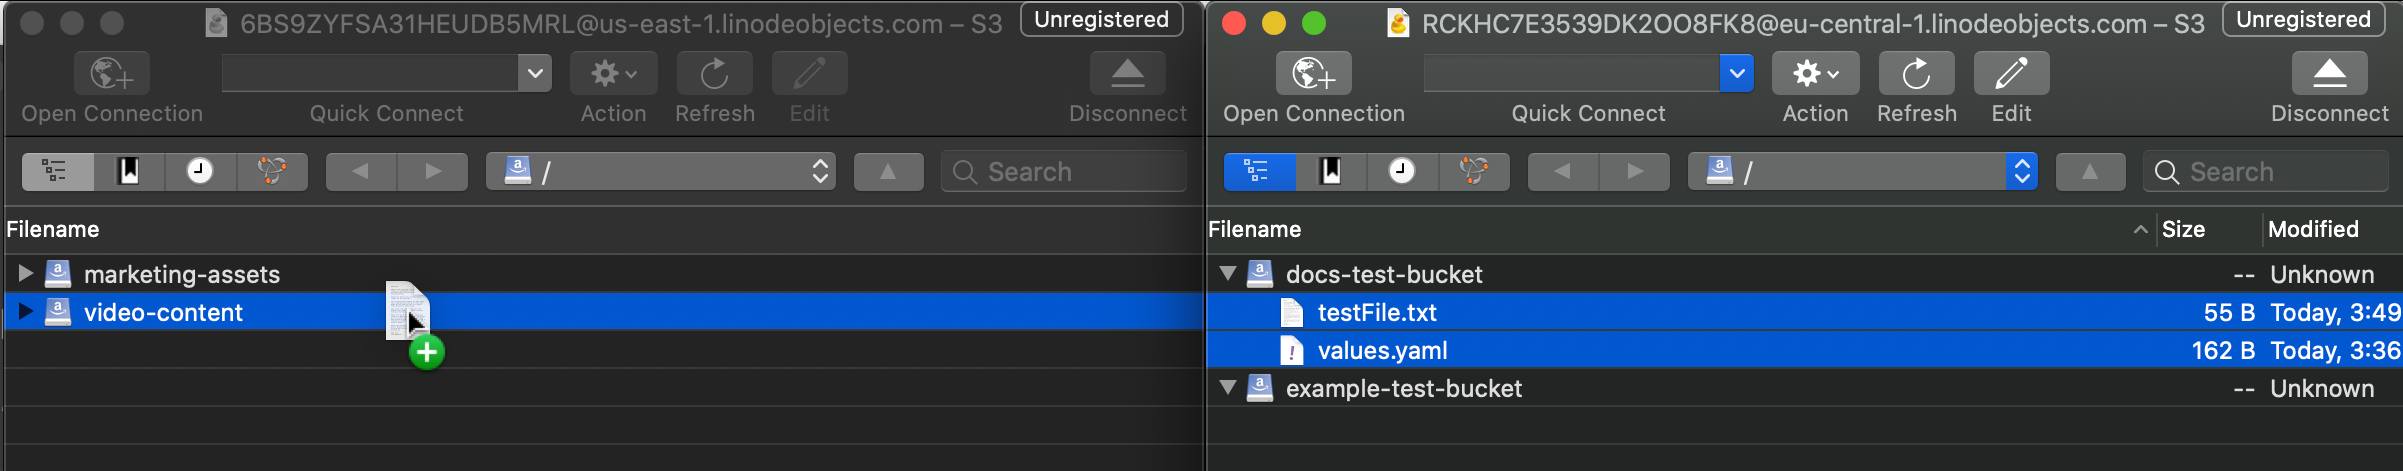 6BS9ZYFSA31HEUDB5MRL@us-east-1.linodeobjects.com – S3
Unregistered
Open Connection
Quick Connect
Action
Refresh
Edit
Disconnect
/
Search
Filename
marketing-assets
video-content
RCKHC7E3539DK2OO8FK8@eu-central-1.linodeobjects.com – S3
Unregistered
Open Connection
Quick Connect
Action
Refresh
Edit
Disconnect
/
Search
Filename Size Modified
docs-test-bucket -- Unknown
testFile.txt 55 B Today, 3:49
values.yaml 162 B Today, 3:36
example-test-bucket -- Unknown